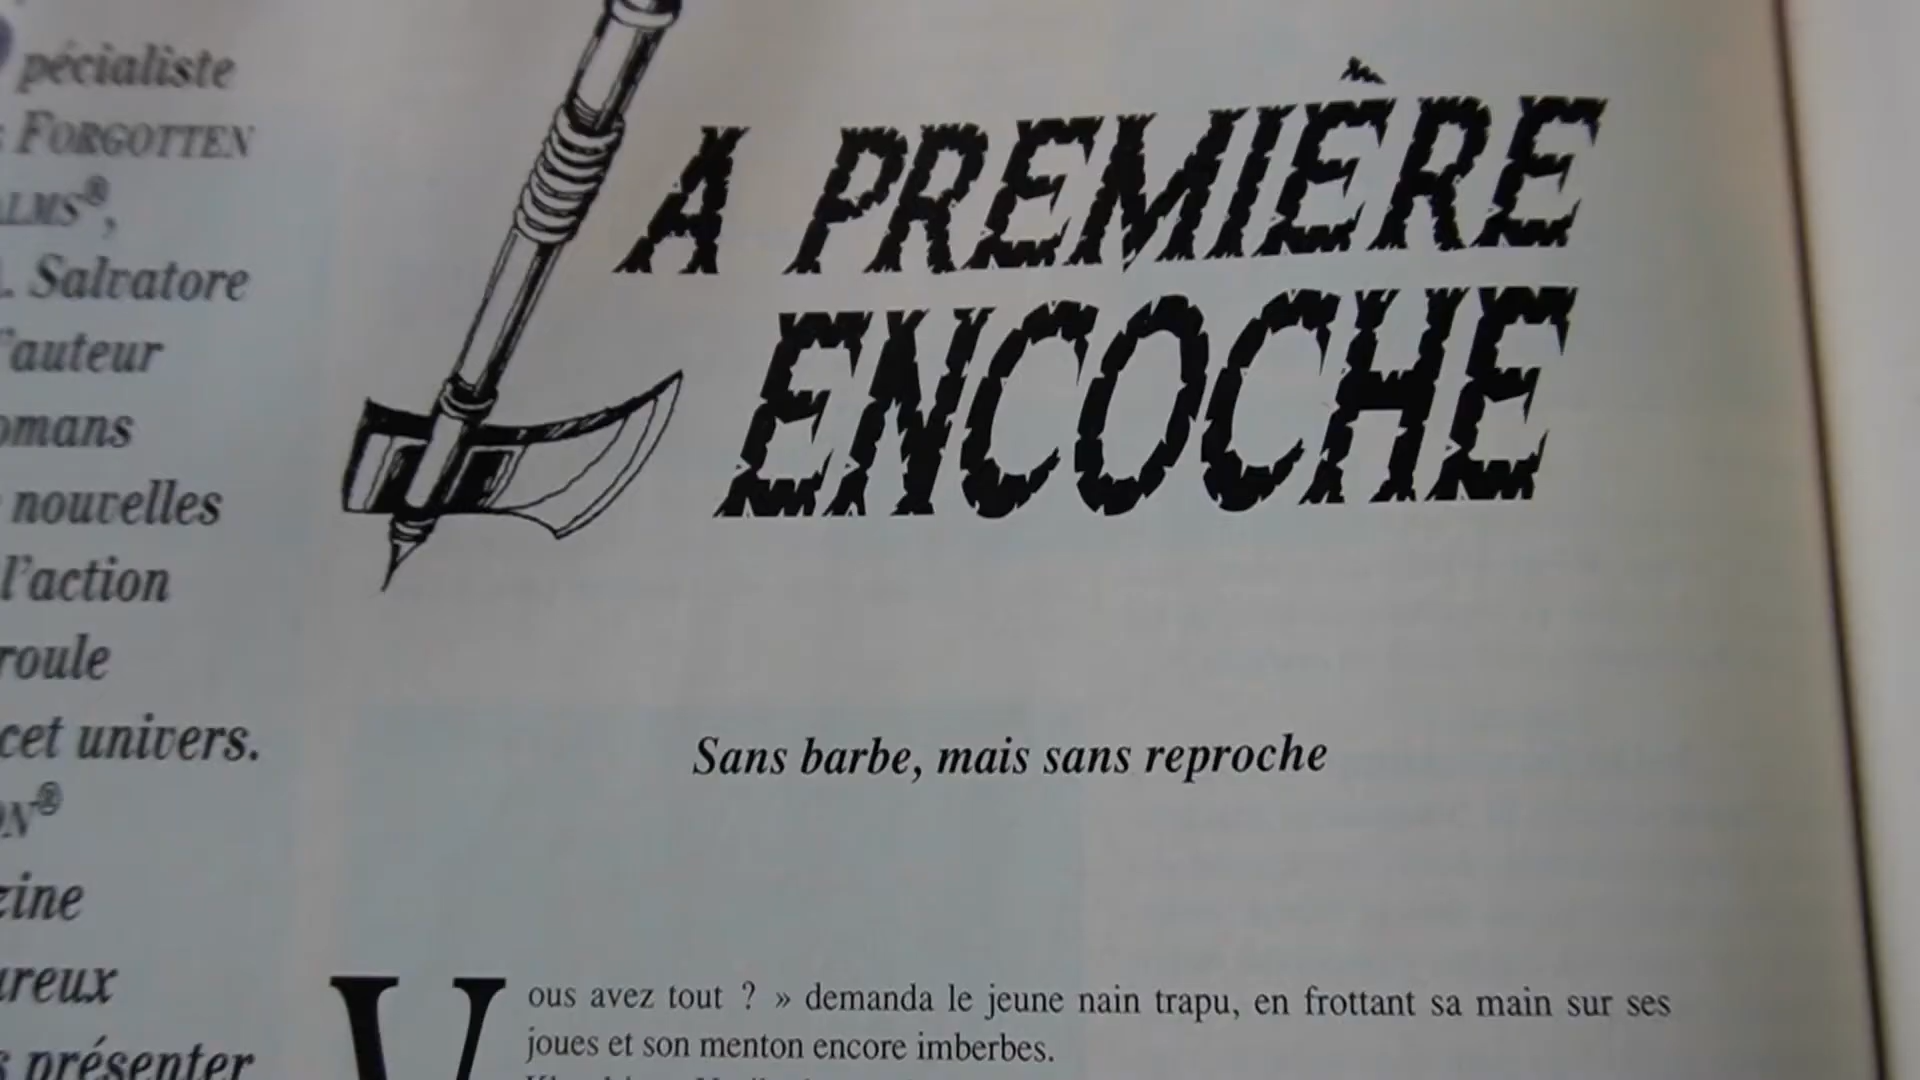 pécialiste
FORGOTTEN
ALMS®,
. Salvatore
l'auteur
omans
nouvelles
l'action
roule
cet univers.
ON®
zine
ureux
présenter
LA PREMIÈRE
ENCOCHE
Sans barbe, mais sans reproche
Vous avez tout ? » demanda le jeune nain trapu, en frottant sa main sur ses
joues et son menton encore imberbes.